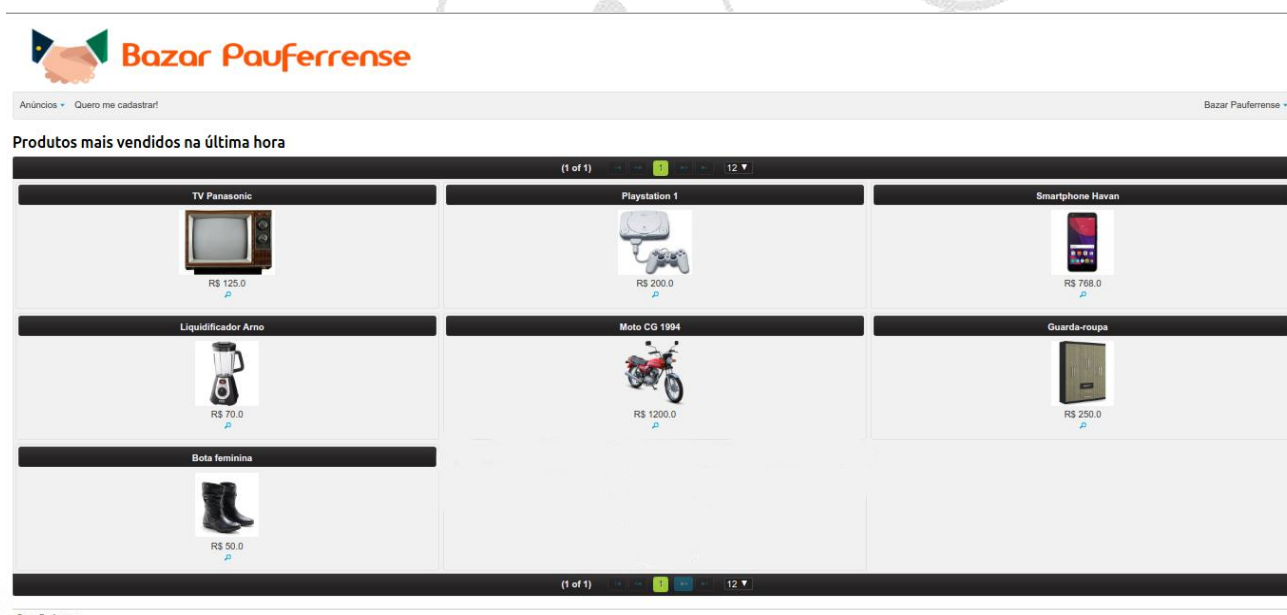 Bazar Pauferrense
Anúncios Quero me cadastrar! Bazar Pauferrense
Produtos mais vendidos na última hora
(1 of 1) 1 12
TV Panasonic Playstation 1 Smartphone Havan
R$ 125.0 R$ 200.0 R$ 768.0
Liquidificador Arno Moto CG 1994 Guarda-roupa
R$ 70.0 R$ 1200.0 R$ 250.0
Bota feminina
R$ 50.0
(1 of 1) 1 12